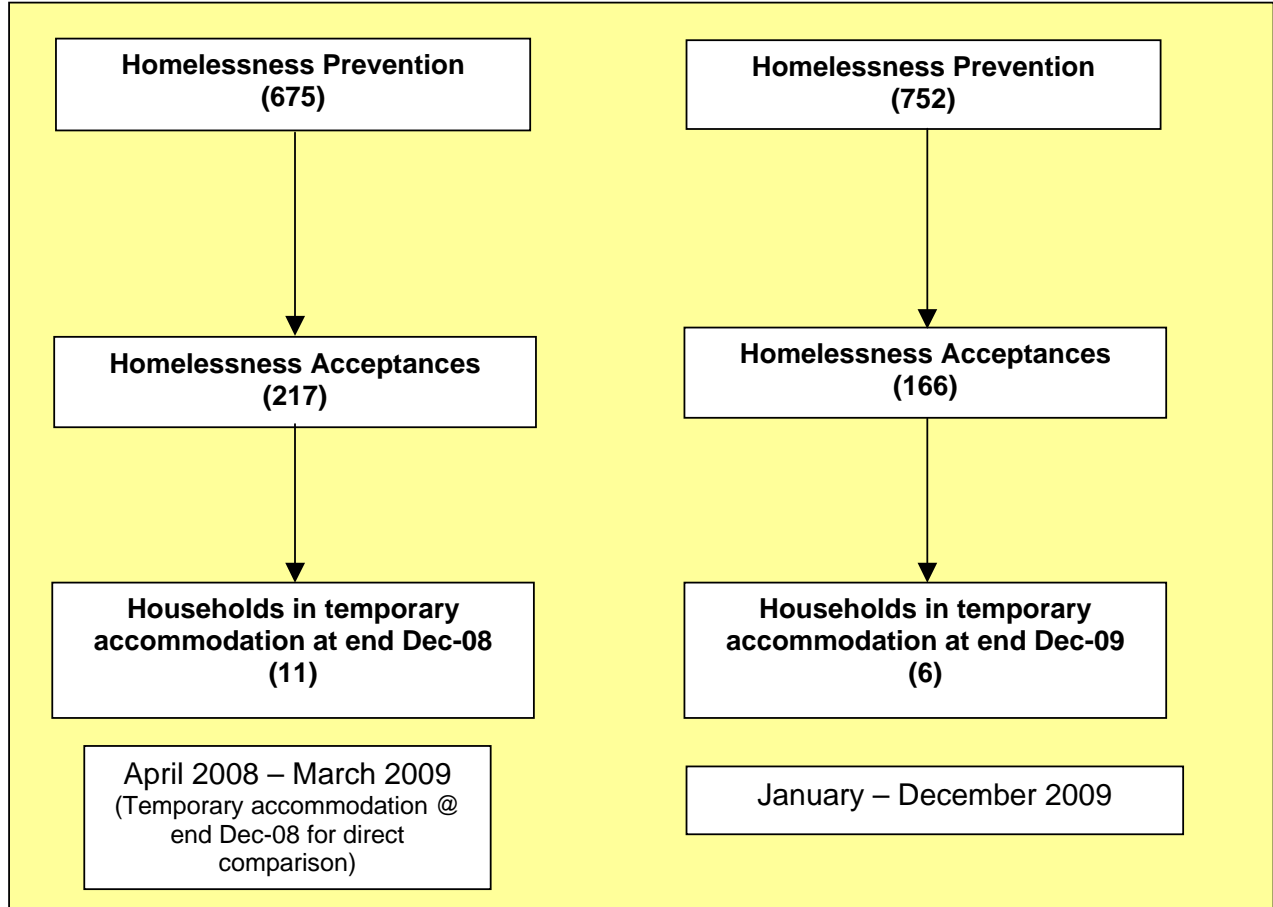 Homelessness Prevention
(675)
Homelessness Acceptances
(217)
Households in temporary
accommodation at end Dec-08
(11)
April 2008 – March 2009
(Temporary accommodation @
end Dec-08 for direct
comparison)
Homelessness Prevention
(752)
Homelessness Acceptances
(166)
Households in temporary
accommodation at end Dec-09
(6)
January – December 2009